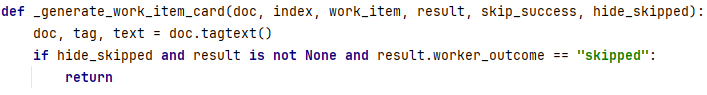 def _generate_work_item_card(doc, index, work_item, result, skip_success, hide_skipped):
    doc, tag, text = doc.tagtext()
    if hide_skipped and result is not None and result.worker_outcome == "skipped":
        return